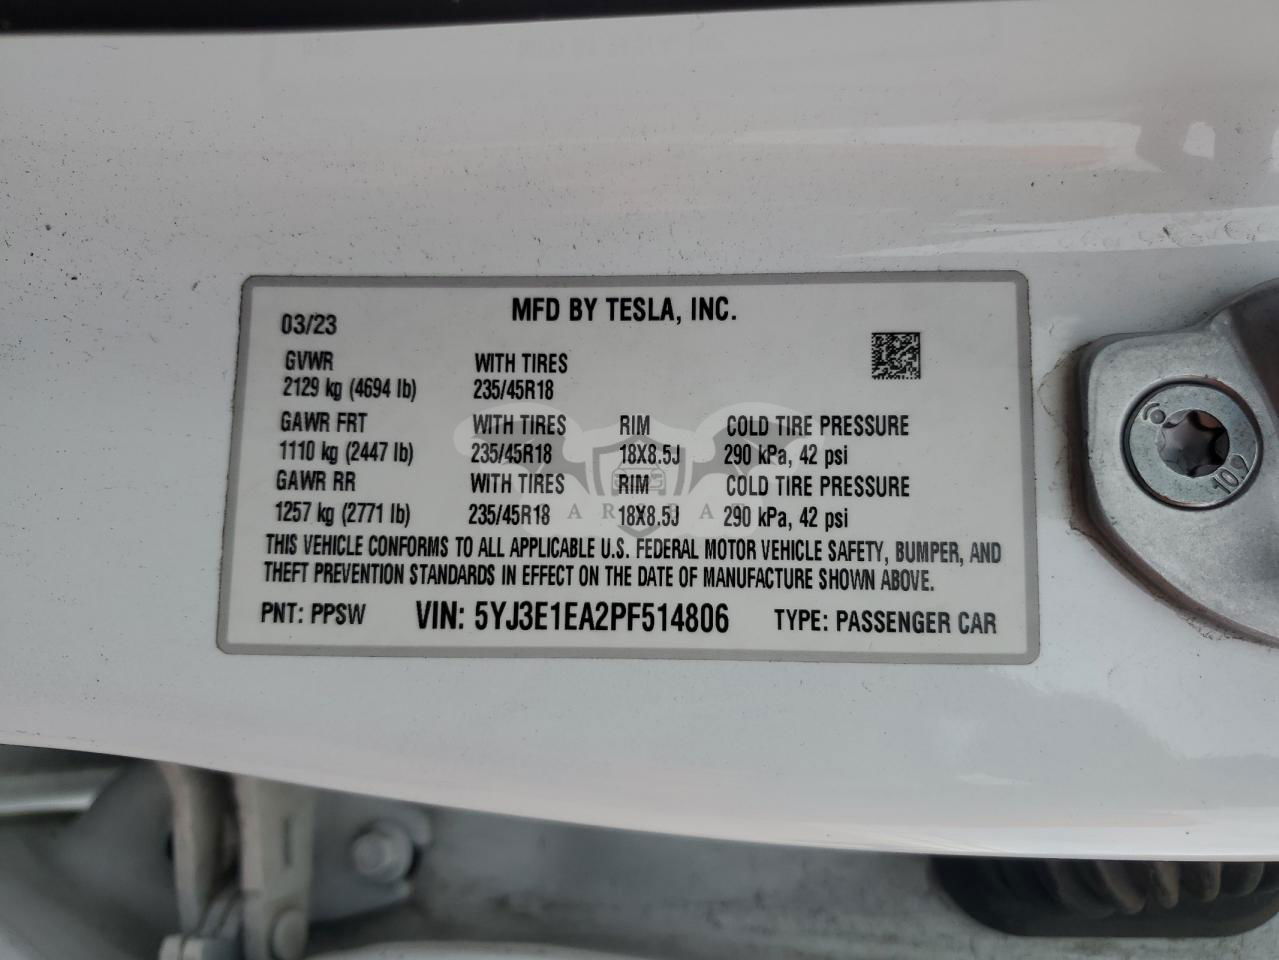 MFD BY TESLA, INC.
03/23
GVWR WITH TIRES
2129 kg (4694 lb) 235/45R18
GAWR FRT WITH TIRES RIM COLD TIRE PRESSURE
1110 kg (2447 lb) 235/45R18 18X8.5J 290 kPa, 42 psi
GAWR RR WITH TIRES RIM COLD TIRE PRESSURE
1257 kg (2771 lb) 235/45R18 18X8.5J 290 kPa, 42 psi
THIS VEHICLE CONFORMS TO ALL APPLICABLE U.S. FEDERAL MOTOR VEHICLE SAFETY, BUMPER, AND
THEFT PREVENTION STANDARDS IN EFFECT ON THE DATE OF MANUFACTURE SHOWN ABOVE.
PNT: PPSW VIN: 5YJ3E1EA2PF514806 TYPE: PASSENGER CAR
10.9